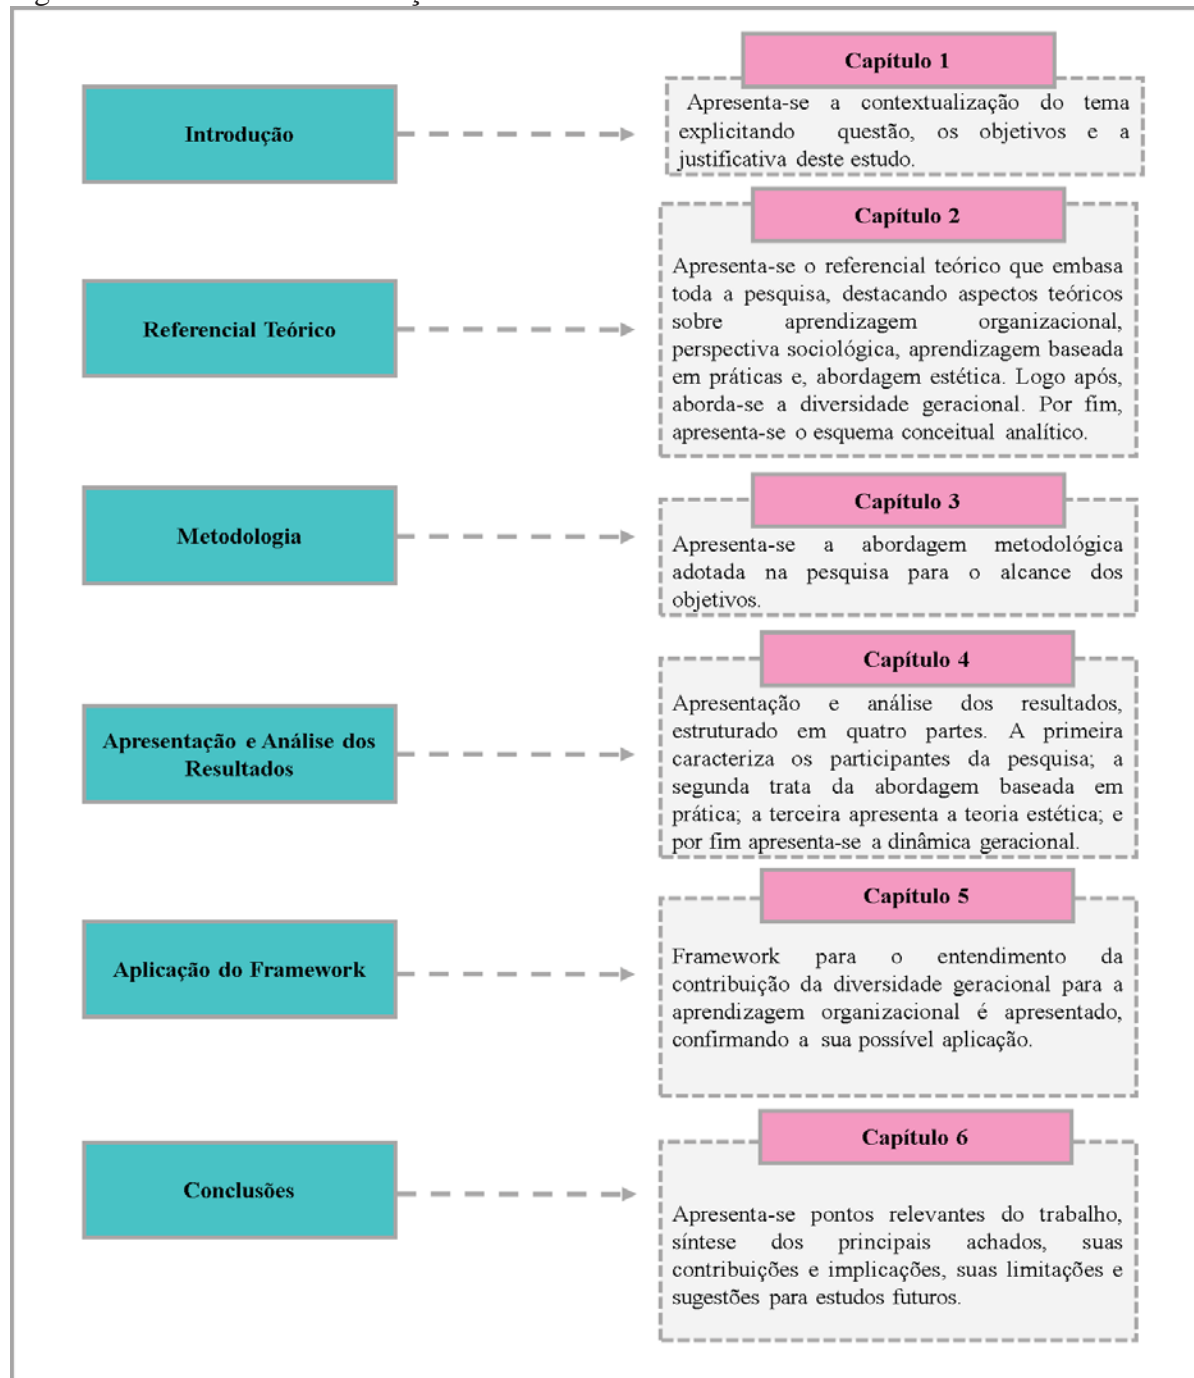 Introdução
Capítulo 1
Apresenta-se a contextualização do tema
explicitando questão, os objetivos e a
justificativa deste estudo.
Referencial Teórico
Capítulo 2
Apresenta-se o referencial teórico que embasa
toda a pesquisa, destacando aspectos teóricos
sobre aprendizagem organizacional,
perspectiva sociológica, aprendizagem baseada
em práticas e, abordagem estética. Logo após,
aborda-se a diversidade geracional. Por fim,
apresenta-se o esquema conceitual analítico.
Metodologia
Capítulo 3
Apresenta-se a abordagem metodológica
adotada na pesquisa para o alcance dos
objetivos.
Apresentação e Análise dos
Resultados
Capítulo 4
Apresentação e análise dos resultados,
estruturado em quatro partes. A primeira
caracteriza os participantes da pesquisa; a
segunda trata da abordagem baseada em
prática; a terceira apresenta a teoria estética; e
por fim apresenta-se a dinâmica geracional.
Aplicação do Framework
Capítulo 5
Framework para o entendimento da
contribuição da diversidade geracional para a
aprendizagem organizacional é apresentado,
confirmando a sua possível aplicação.
Conclusões
Capítulo 6
Apresenta-se pontos relevantes do trabalho,
síntese dos principais achados, suas
contribuições e implicações, suas limitações e
sugestões para estudos futuros.